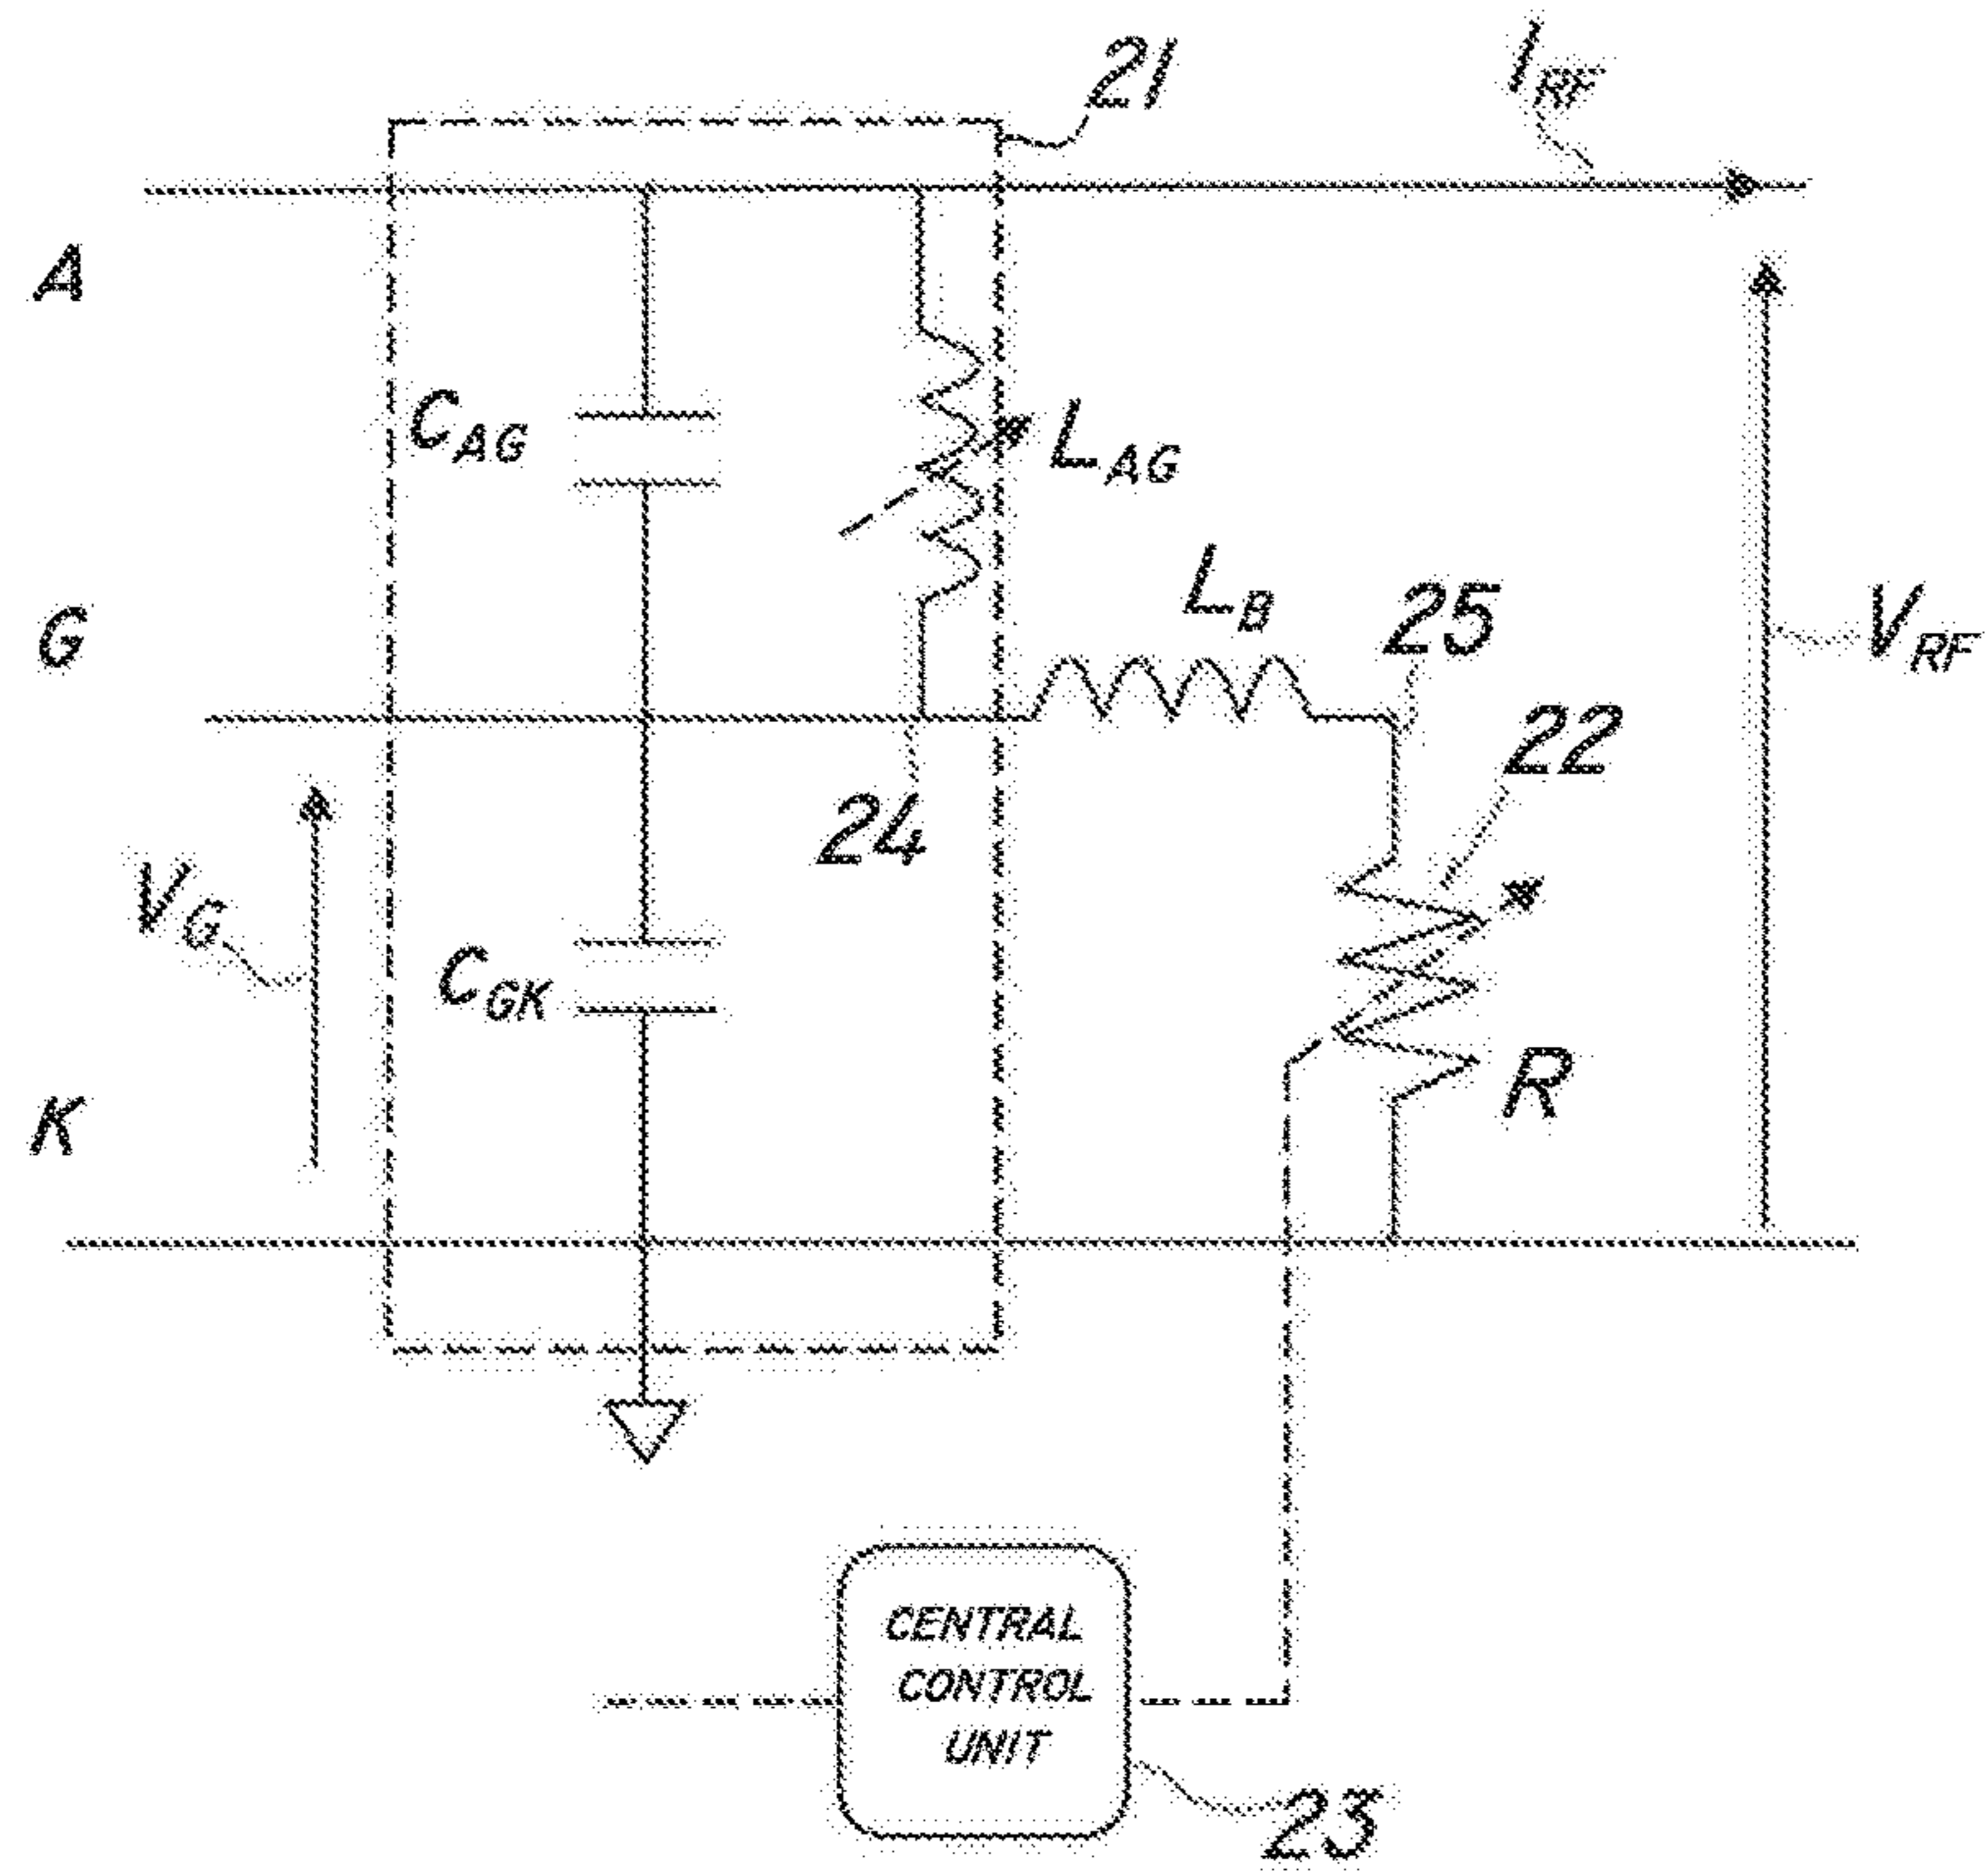 21
I_RF
A
C_AG
L_AG
G
L_B
25
V_RF
22
24
V_G
C_GK
K
R
CENTRAL
CONTROL
UNIT
23